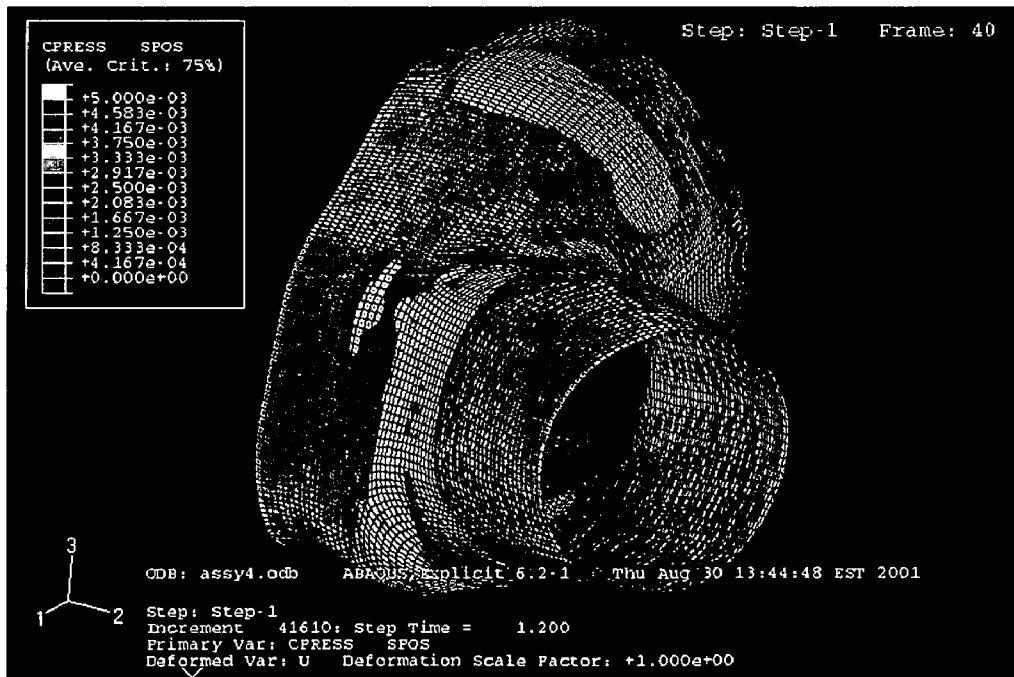 CPRESS SPOS
(Ave. Crit.: 75%)
+5.000e-03
+4.583e-03
+4.167e-03
+3.750e-03
+3.333e-03
+2.917e-03
+2.500e-03
+2.083e-03
+1.667e-03
+1.250e-03
+8.333e-04
+4.167e-04
+0.000e+00
Step: Step-1 Frame: 40
3
1
2
ODB: assy4.odb ABAQUS/Explicit 6.2-1 Thu Aug 30 13:44:48 EST 2001
Step: Step-1
Increment 41610: Step Time = 1.200
Primary Var: CPRESS SPOS
Deformed Var: U Deformation Scale Factor: +1.000e+00